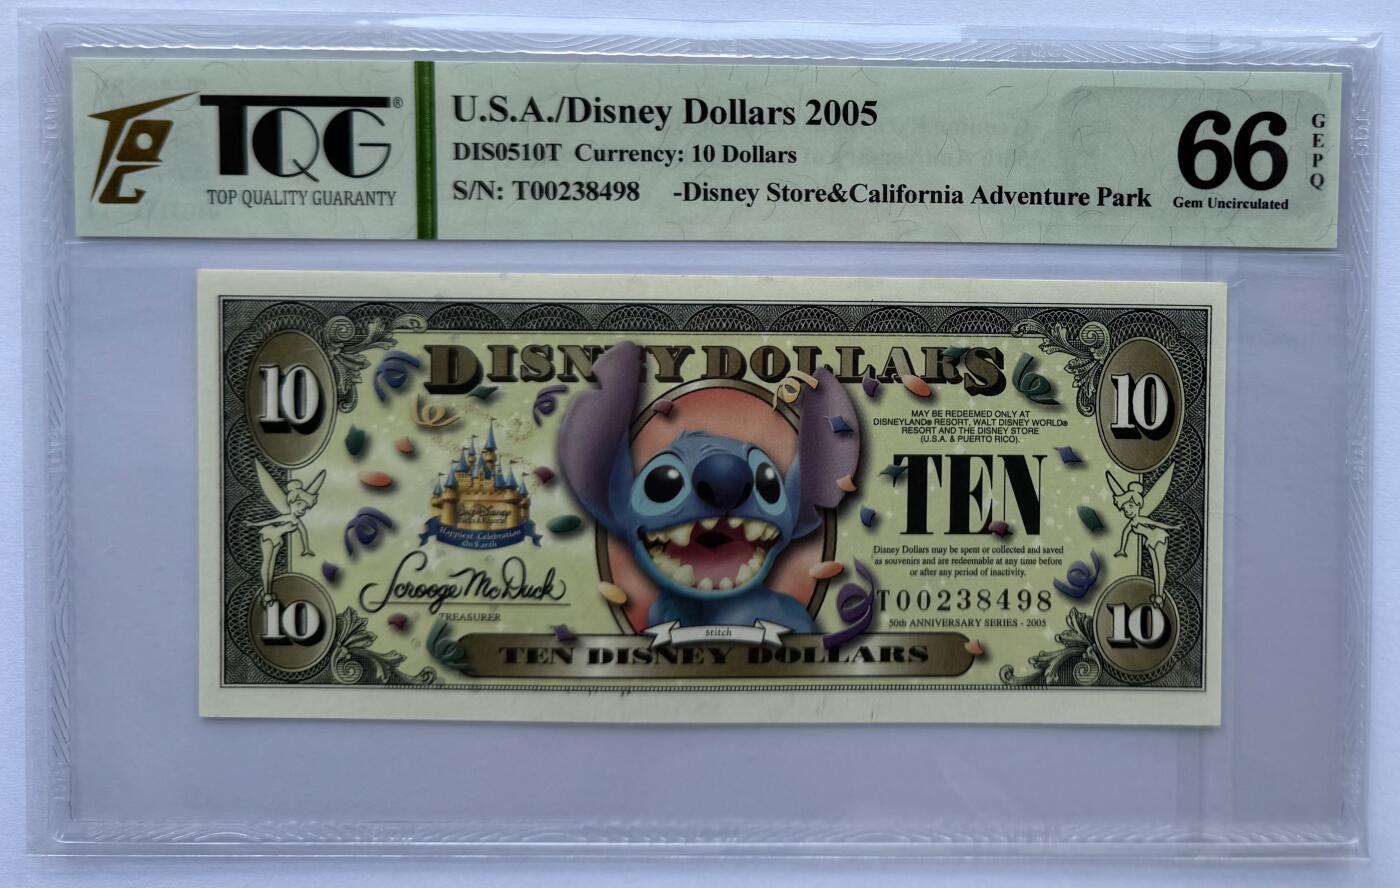 TQG®
TOP QUALITY GUARANTY
U.S.A./Disney Dollars 2005
DIS0510T Currency: 10 Dollars
S/N: T00238498 -Disney Store&California Adventure Park
66
Gem Uncirculated
GEPQ
DISNEY DOLLARS
10
10
MAY BE REDEEMED ONLY AT
DISNEYLAND® RESORT, WALT DISNEY WORLD®
RESORT AND THE DISNEY STORE
(U.S.A. & PUERTO RICO).
TEN
Walt Disney
Parks & Resorts
Happiest Celebration
On Earth
Disney Dollars may be spent or collected and saved
as souvenirs and are redeemable at any time before
or after any period of inactivity.
Scrooge McDuck
TREASURER
T00238498
50th ANNIVERSARY SERIES - 2005
10
10
Stitch
TEN DISNEY DOLLARS